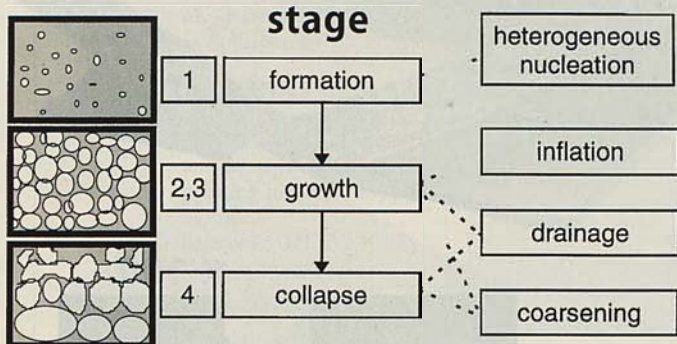 stage
1
formation
heterogeneous
nucleation
2,3
growth
inflation
drainage
4
collapse
coarsening